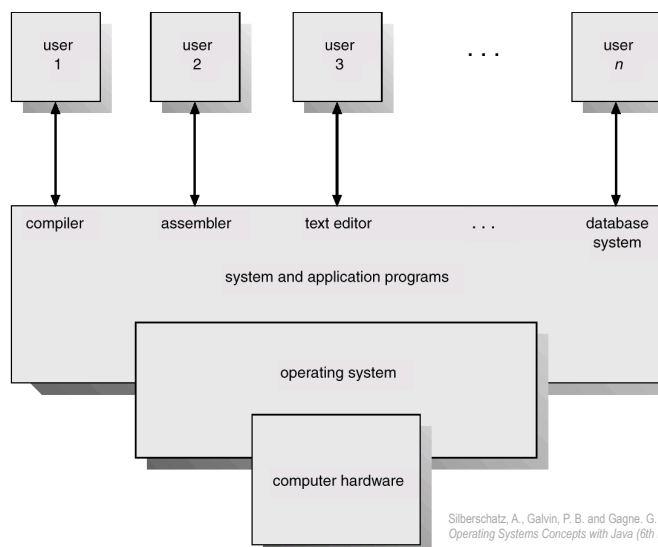 user
1
user
2
user
3
. . .
user
n
compiler
assembler
text editor
. . .
database
system
system and application programs
operating system
computer hardware
Silberschatz, A., Galvin, P. B. and Gagne. G.
Operating Systems Concepts with Java (6th